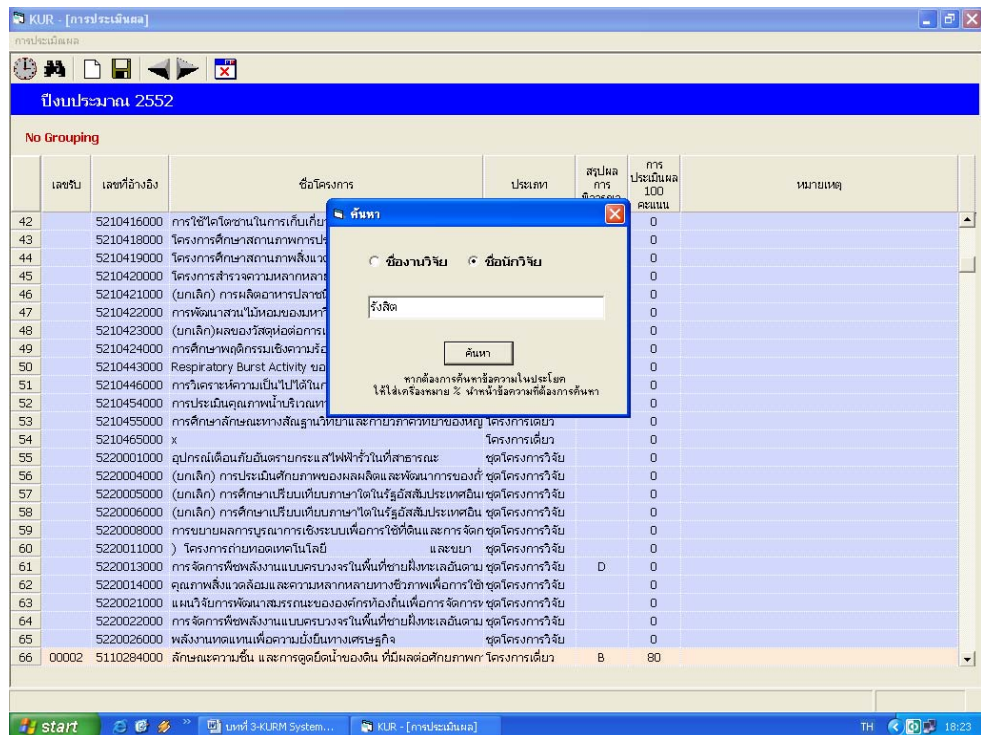 KUR - [การประเมินผล]
การประเมินผล
ปีงบประมาณ 2552
No Grouping
เลขรับ เลขที่อ้างอิง ชื่อโครงการ ประเภท สรุปผล การ การ ประเมินผล 100 คะแนน หมายเหตุ
42 5210416000 การใช้ไคโตซานในการเก็บเกี่ยว 0
43 5210418000 โครงการศึกษาสถานภาพการ 0
44 5210419000 โครงการศึกษาสถานภาพสิ่งแวด 0
45 5210420000 โครงการสำรวจความหลากหลาย 0
46 5210421000 (ยกเลิก) การผลิตอาหารปลา 0
47 5210422000 การพัฒนาสวนไม้หอมของมหาวิ 0
48 5210423000 (ยกเลิก)ผลของวัสดุห่อต่อการ 0
49 5210424000 การศึกษาพฤติกรรมเชิงความร้อ 0
50 5210443000 Respiratory Burst Activity ขอ 0
51 5210446000 การวิเคราะห์ความเป็นไปได้ใน 0
52 5210454000 การประเมินคุณภาพน้ำบริเวณ 0
53 5210455000 การศึกษาลักษณะทางสัณฐานวิทยาและกายวิภาควิทยาของหญ โครงการเดี่ยว 0
54 5210465000 x โครงการเดี่ยว 0
55 5220001000 อุปกรณ์เตือนภัยอันตรายกระแสไฟฟ้ารั่วในที่สาธารณะ ชุดโครงการวิจัย 0
56 5220004000 (ยกเลิก) การประเมินศักยภาพของผลผลิตและพัฒนาการของถั่ ชุดโครงการวิจัย 0
57 5220005000 (ยกเลิก) การศึกษาเปรียบเทียบภาษาไตในรัฐอัสสัมประเทศอิน ชุดโครงการวิจัย 0
58 5220006000 (ยกเลิก) การศึกษาเปรียบเทียบภาษาไตในรัฐอัสสัมประเทศอิน ชุดโครงการวิจัย 0
59 5220008000 การขยายผลการบูรณาการเชิงระบบเพื่อการใช้ที่ดินและการจัดก ชุดโครงการวิจัย 0
60 5220011000 ) โครงการถ่ายทอดเทคโนโลยี และขยา ชุดโครงการวิจัย 0
61 5220013000 การจัดการพืชพลังงานแบบครบวงจรในพื้นที่ชายฝั่งทะเลอันดาม ชุดโครงการวิจัย D 0
62 5220014000 คุณภาพสิ่งแวดล้อมและความหลากหลายทางชีวภาพเพื่อการใช้ ชุดโครงการวิจัย 0
63 5220021000 แผนวิจัยการพัฒนาสมรรถนะขององค์กรท้องถิ่นเพื่อการจัดการ ชุดโครงการวิจัย 0
64 5220022000 การจัดการพืชพลังงานแบบครบวงจรในพื้นที่ชายฝั่งทะเลอันดาม ชุดโครงการวิจัย 0
65 5220026000 พลังงานทดแทนเพื่อความยั่งยืนทางเศรษฐกิจ ชุดโครงการวิจัย 0
66 00002 5110284000 ลักษณะความชื้น และการดูดยึดน้ำของดิน ที่มีผลต่อศักยภาพก โครงการเดี่ยว B 80
ค้นหา
ชื่องานวิจัย ชื่อนักวิจัย
รังสิต
ค้นหา
หากต้องการค้นหาข้อความในประโยค
ให้ใส่เครื่องหมาย % นำหน้าข้อความที่ต้องการค้นหา
start บทที่ 3-KURM System... KUR - [การประเมินผล] TH 18:23